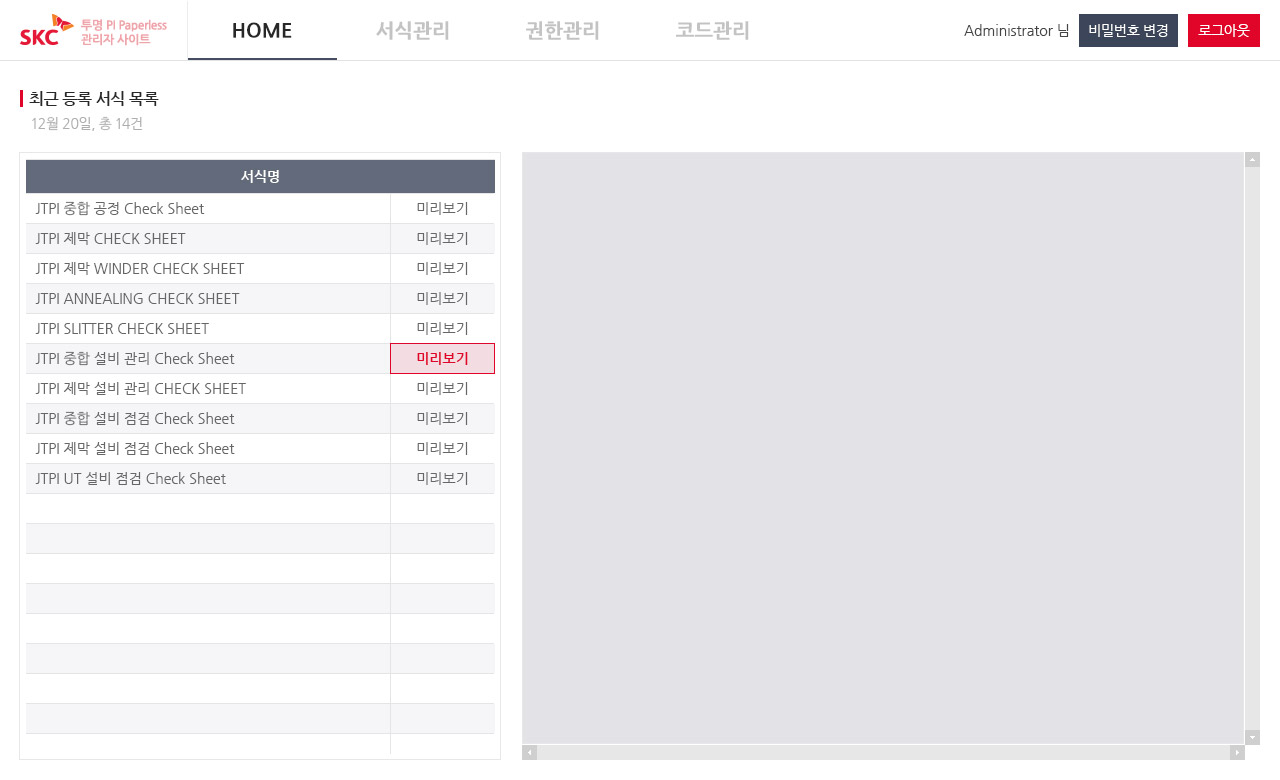 SKC 투명 PI Paperless
관리자 사이트
HOME 서식관리 권한관리 코드관리 Administrator 님 비밀번호 변경 로그아웃
최근 등록 서식 목록
12월 20일, 총 14건
서식명
JTPI 중합 공정 Check Sheet 미리보기
JTPI 제막 CHECK SHEET 미리보기
JTPI 제막 WINDER CHECK SHEET 미리보기
JTPI ANNEALING CHECK SHEET 미리보기
JTPI SLITTER CHECK SHEET 미리보기
JTPI 중합 설비 관리 Check Sheet 미리보기
JTPI 제막 설비 관리 CHECK SHEET 미리보기
JTPI 중합 설비 점검 Check Sheet 미리보기
JTPI 제막 설비 점검 Check Sheet 미리보기
JTPI UT 설비 점검 Check Sheet 미리보기